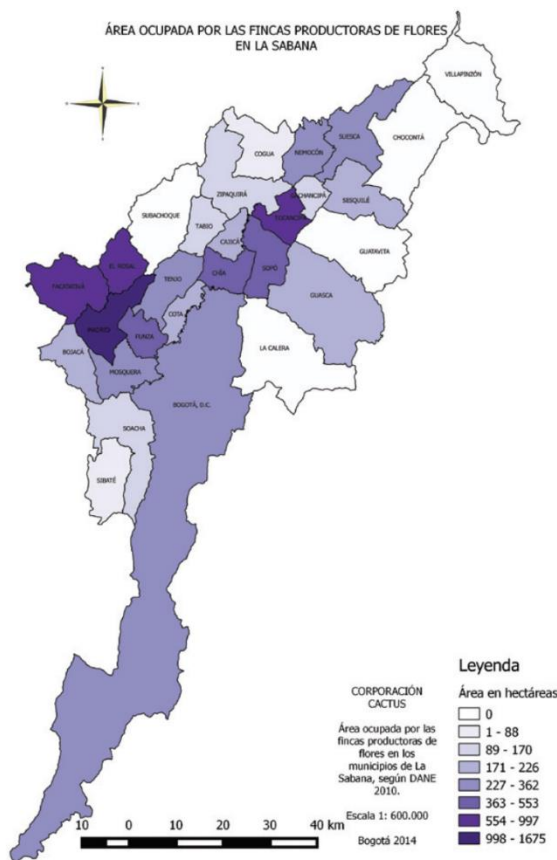 ÁREA OCUPADA POR LAS FINCAS PRODUCTORAS DE FLORES
EN LA SABANA
VILLAPINZÓN
SUESCA
CHOCONTÁ
COGUA
NEMOCÓN
ZIPAQUIRÁ
SESQUILÉ
SUBACHOQUE
TABIO
CAJICÁ
GUATAVITA
EL ROSAL
TENJO
CHÍA
SOPÓ
GUASCA
COTA
MADRID
FUNZA
LA CALERA
BOJACÁ
MOSQUERA
BOGOTÁ, D.C.
SOACHA
SIBATÉ
Leyenda
Área en hectáreas
0
1 - 88
89 - 170
171 - 226
227 - 362
363 - 553
554 - 997
998 - 1675
CORPORACIÓN
CACTUS
Área ocupada por las
fincas productoras de
flores en los
municipios de La
Sabana, según DANE
2010.
Escala 1: 600.000
Bogotá 2014
10 0 10 20 30 40 km